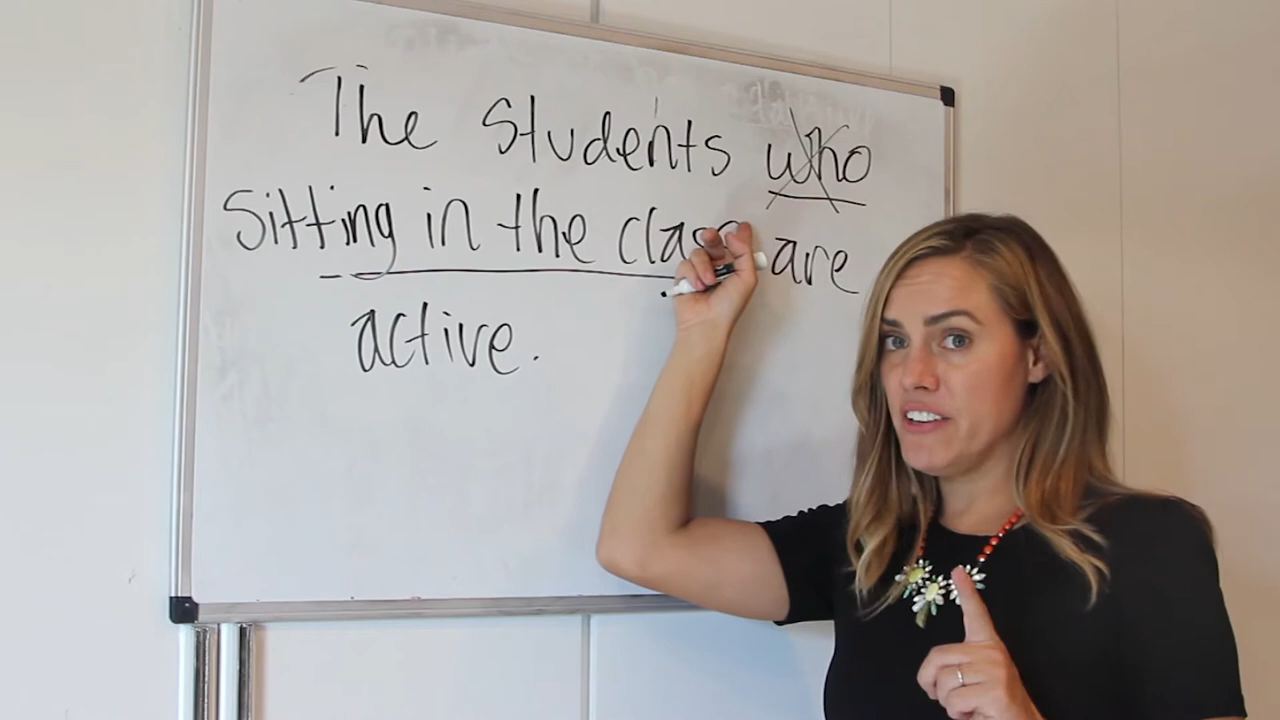 The Students who
Sitting in the class are
active.